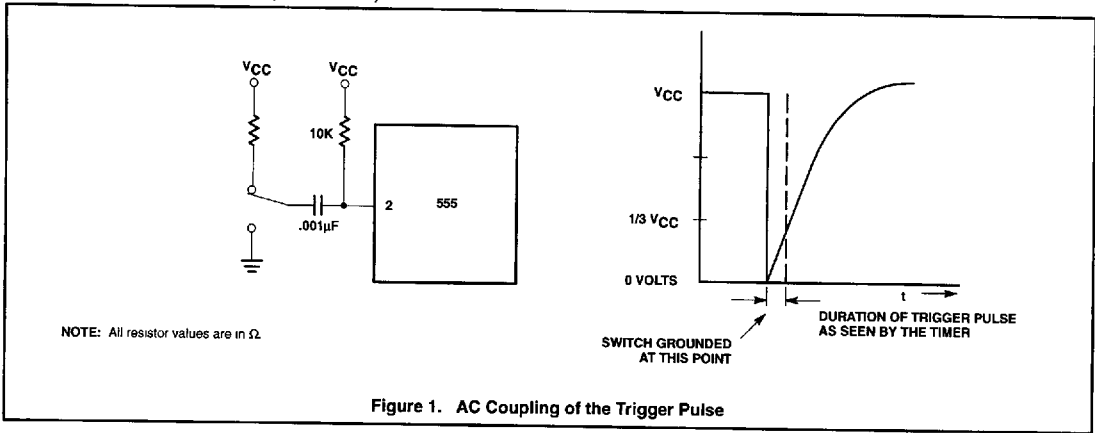 VCC
VCC
10K
.001µF
2
555
NOTE: All resistor values are in Ω
VCC
1/3 VCC
0 VOLTS
t
SWITCH GROUNDED
AT THIS POINT
DURATION OF TRIGGER PULSE
AS SEEN BY THE TIMER
Figure 1. AC Coupling of the Trigger Pulse